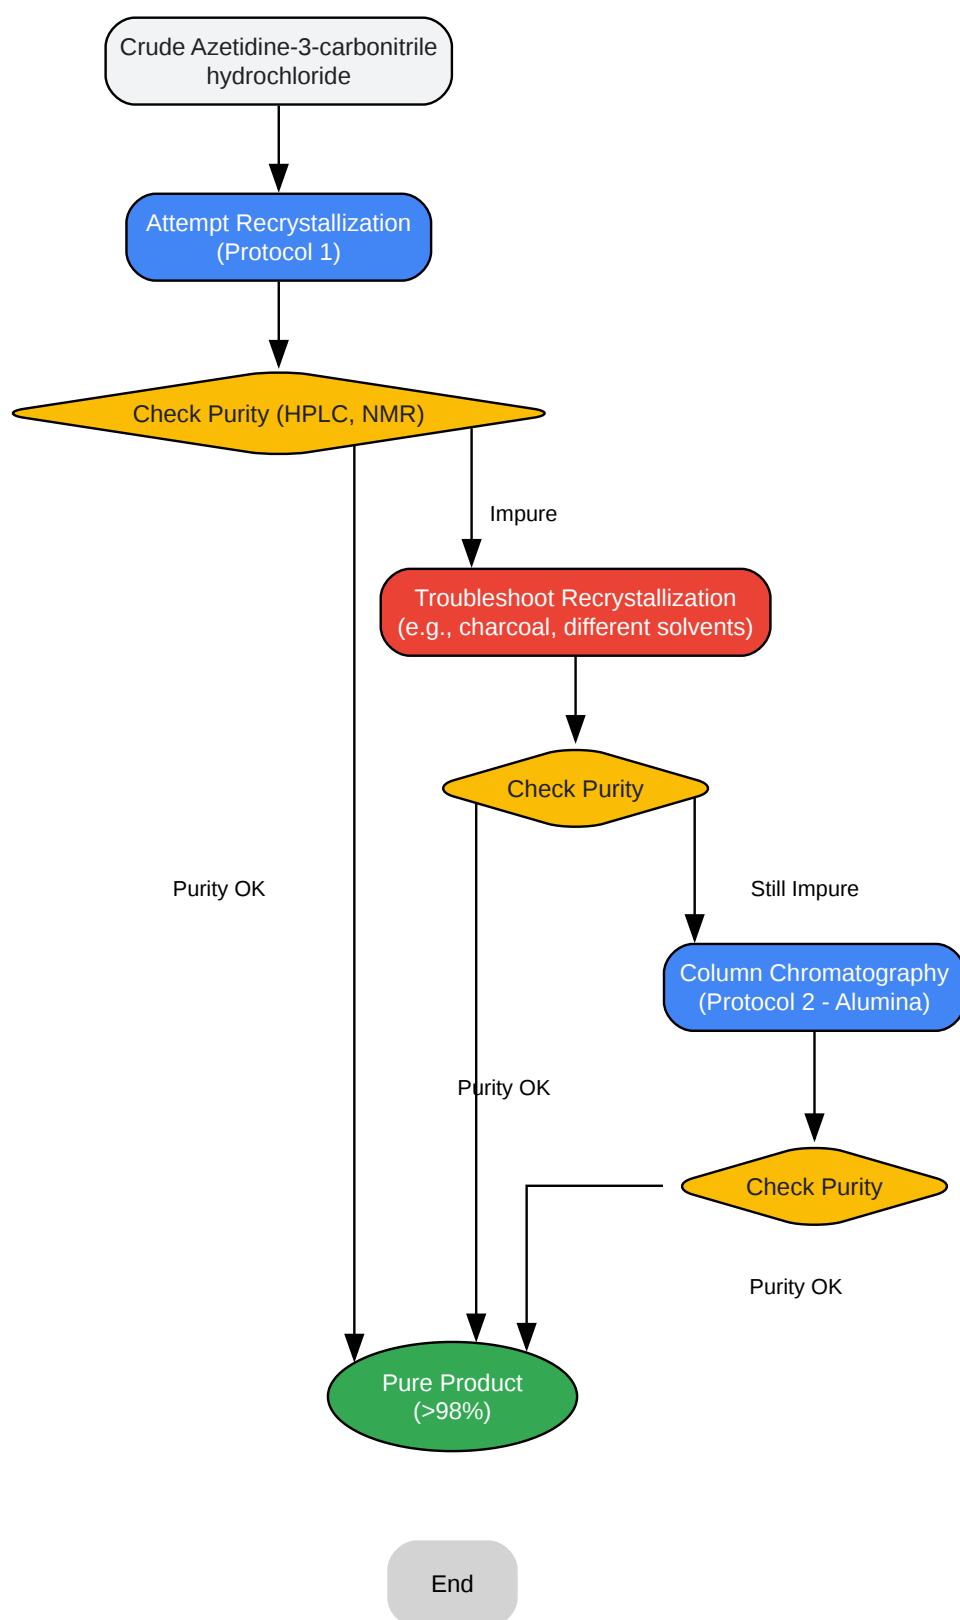 Crude Azetidine-3-carbonitrile
hydrochloride
Attempt Recrystallization
(Protocol 1)
Check Purity (HPLC, NMR)
Impure
Troubleshoot Recrystallization
(e.g., charcoal, different solvents)
Check Purity
Purity OK
Still Impure
Column Chromatography
(Protocol 2 - Alumina)
Purity OK
Check Purity
Purity OK
Pure Product
(>98%)
End